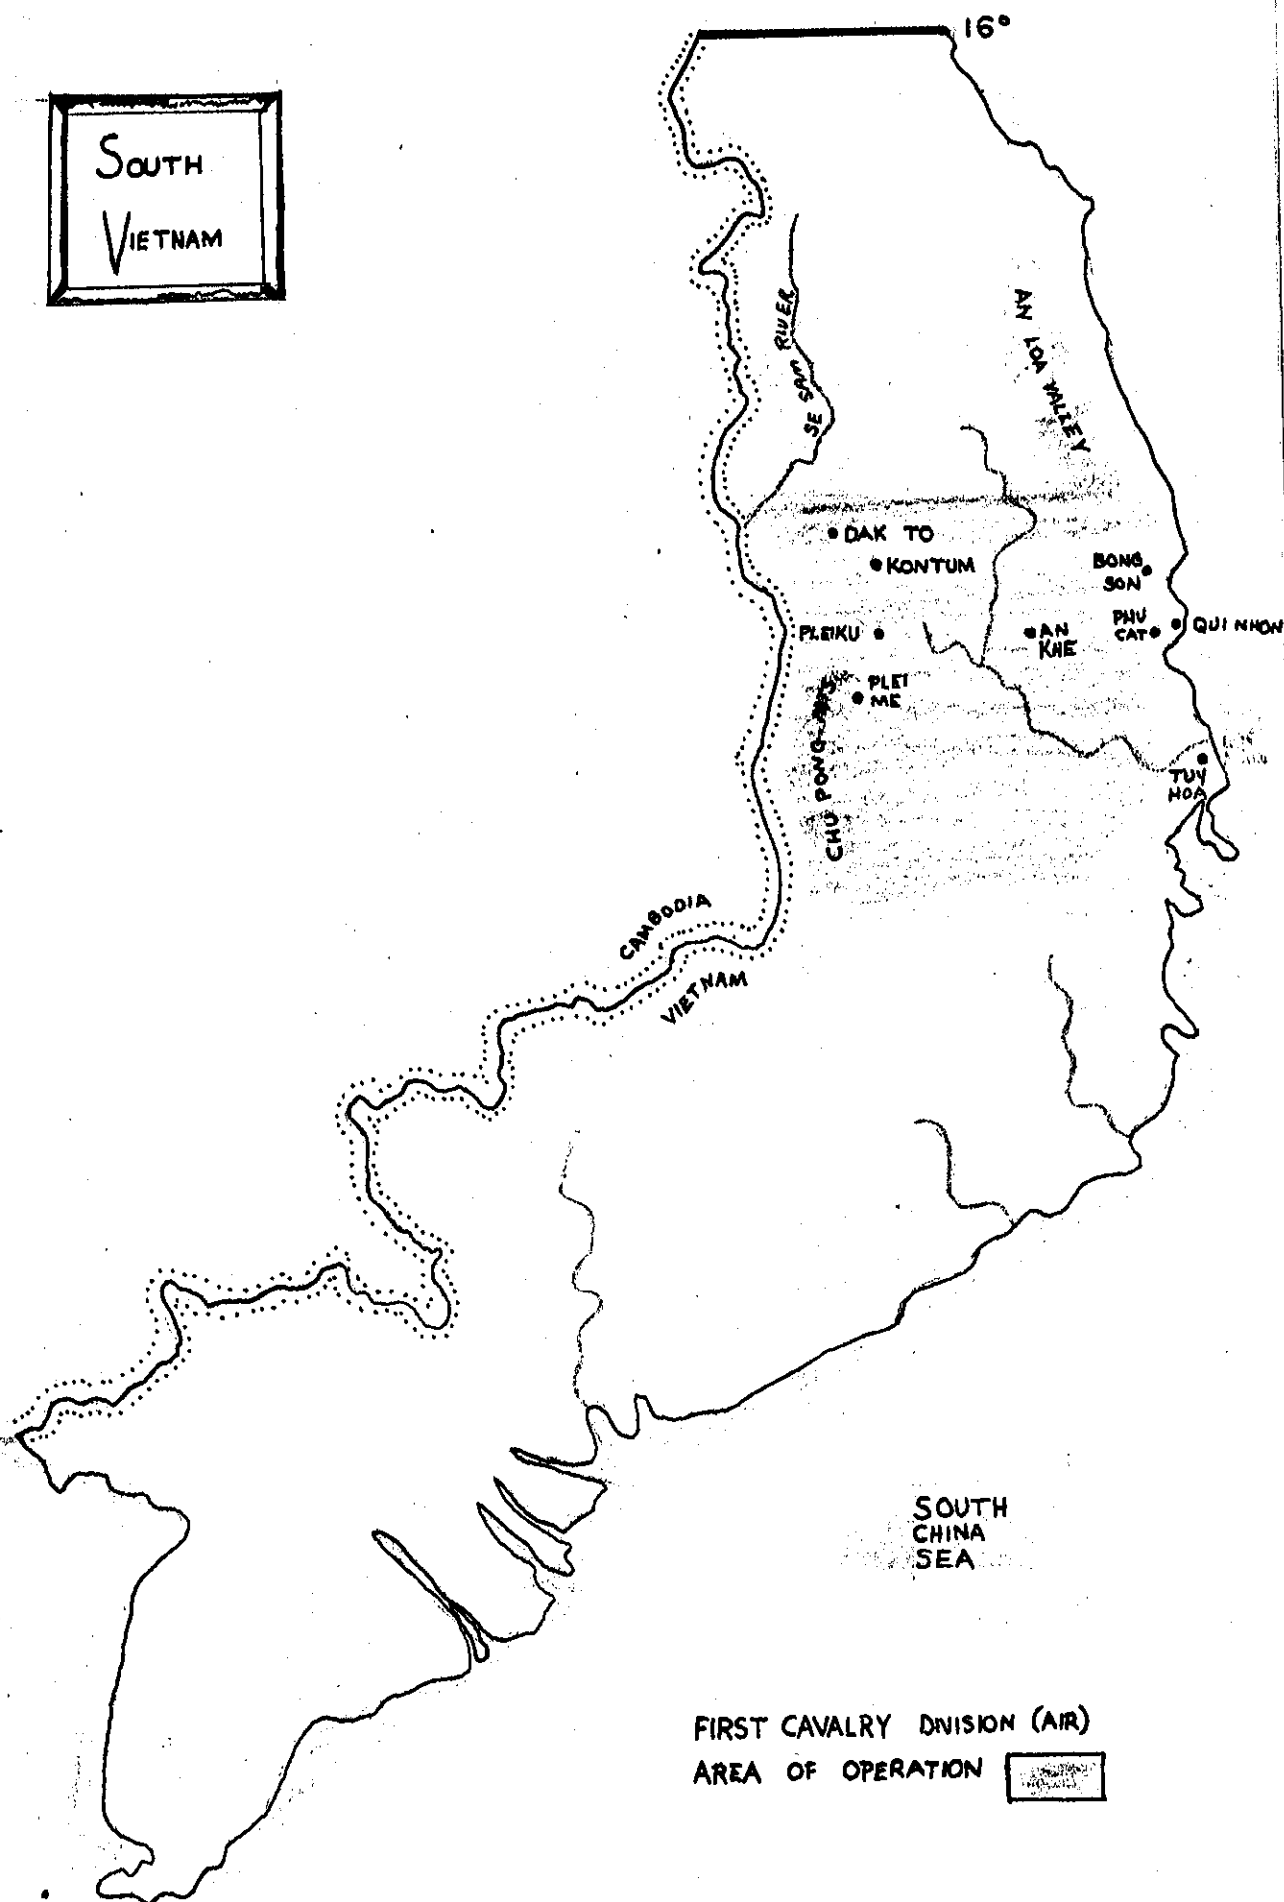 16°
SOUTH
VIETNAM
SE SAM RIVER
AN LOA VALLEY
DAK TO
KONTUM
BONG
SON
PLEIKU
AN
KHE
PHU
CAT
QUI NHON
PLEI
ME
CHU PONG MTS
TUY
HOA
CAMBODIA
VIETNAM
SOUTH
CHINA
SEA
FIRST CAVALRY DIVISION (AIR)
AREA OF OPERATION